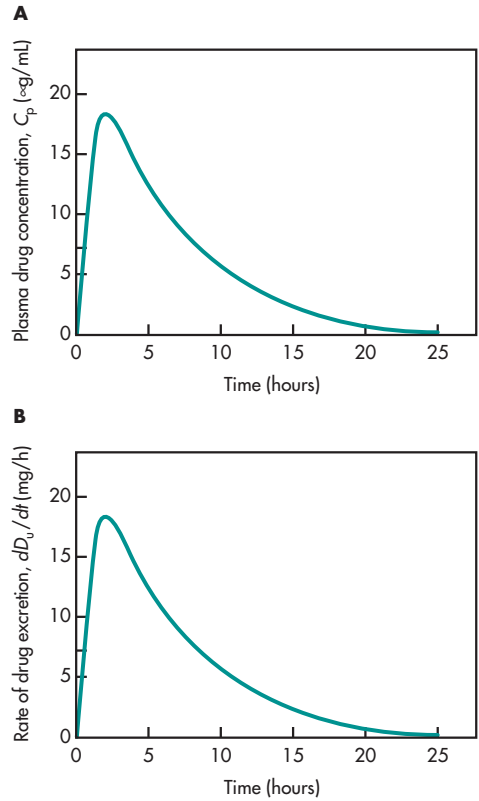 A
Plasma drug concentration, Cp (∝g/mL)
20
15
10
5
0
0 5 10 15 20 25
Time (hours)
B
Rate of drug excretion, dDu/dt (mg/h)
20
15
10
5
0
0 5 10 15 20 25
Time (hours)